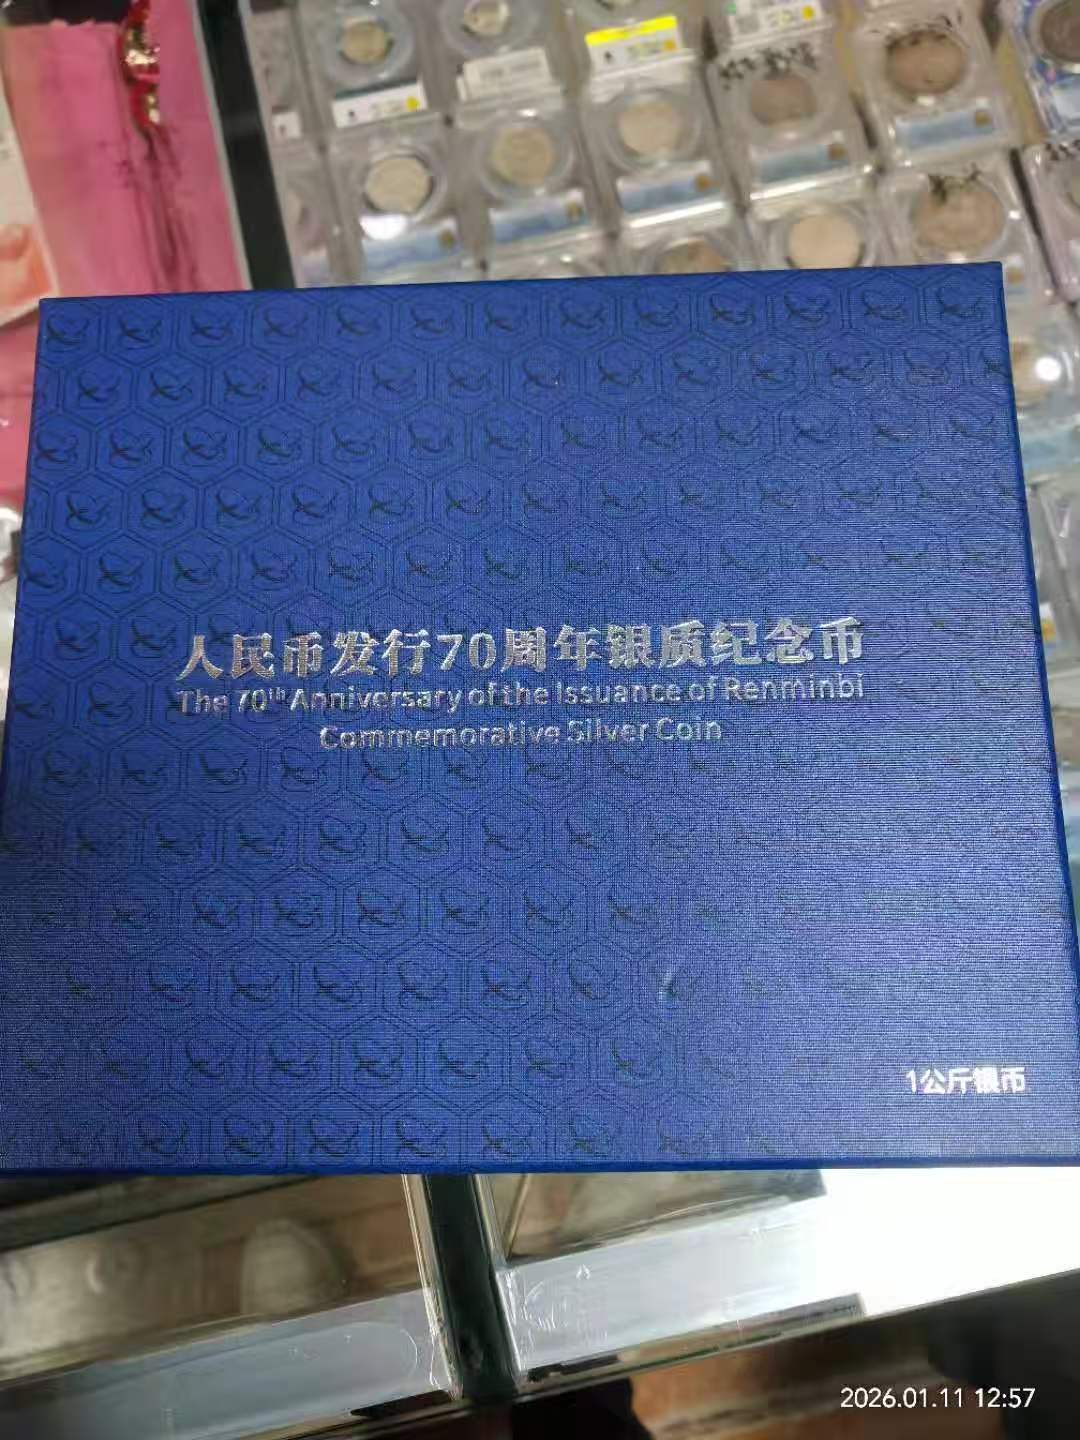 人民币发行70周年银质纪念币
The 70th Anniversary of the Issuance of Renminbi
Commemorative Silver Coin
1公斤银币
2026.01.11 12:57